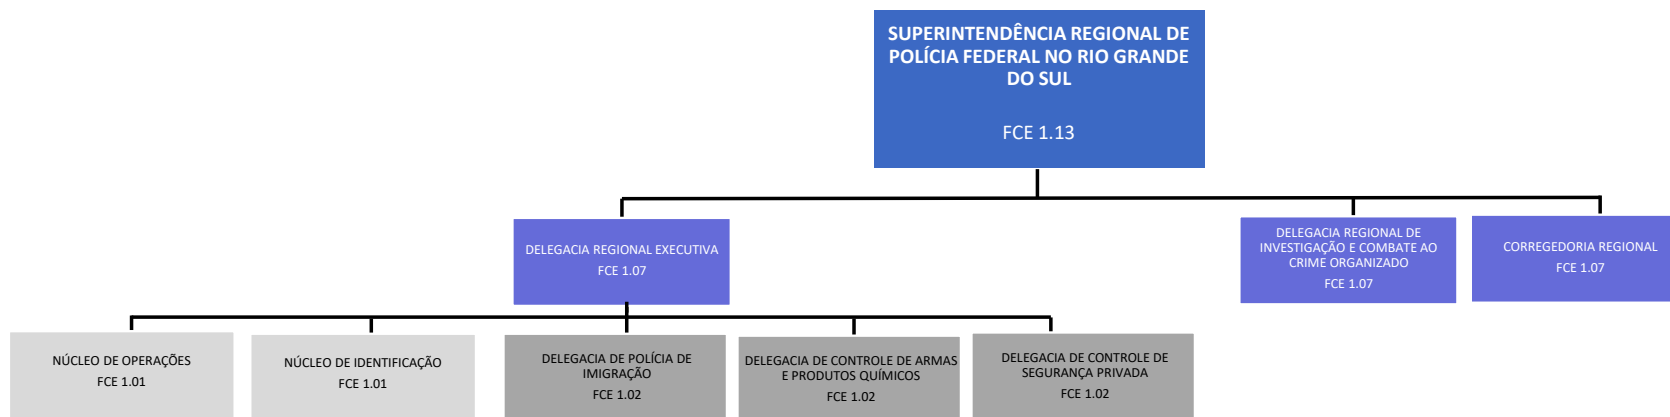 SUPERINTENDÊNCIA REGIONAL DE
POLÍCIA FEDERAL NO RIO GRANDE
DO SUL
FCE 1.13
DELEGACIA REGIONAL EXECUTIVA
FCE 1.07
DELEGACIA REGIONAL DE
INVESTIGAÇÃO E COMBATE AO
CRIME ORGANIZADO
FCE 1.07
CORREGEDORIA REGIONAL
FCE 1.07
NÚCLEO DE OPERAÇÕES
FCE 1.01
NÚCLEO DE IDENTIFICAÇÃO
FCE 1.01
DELEGACIA DE POLÍCIA DE
IMIGRAÇÃO
FCE 1.02
DELEGACIA DE CONTROLE DE ARMAS
E PRODUTOS QUÍMICOS
FCE 1.02
DELEGACIA DE CONTROLE DE
SEGURANÇA PRIVADA
FCE 1.02